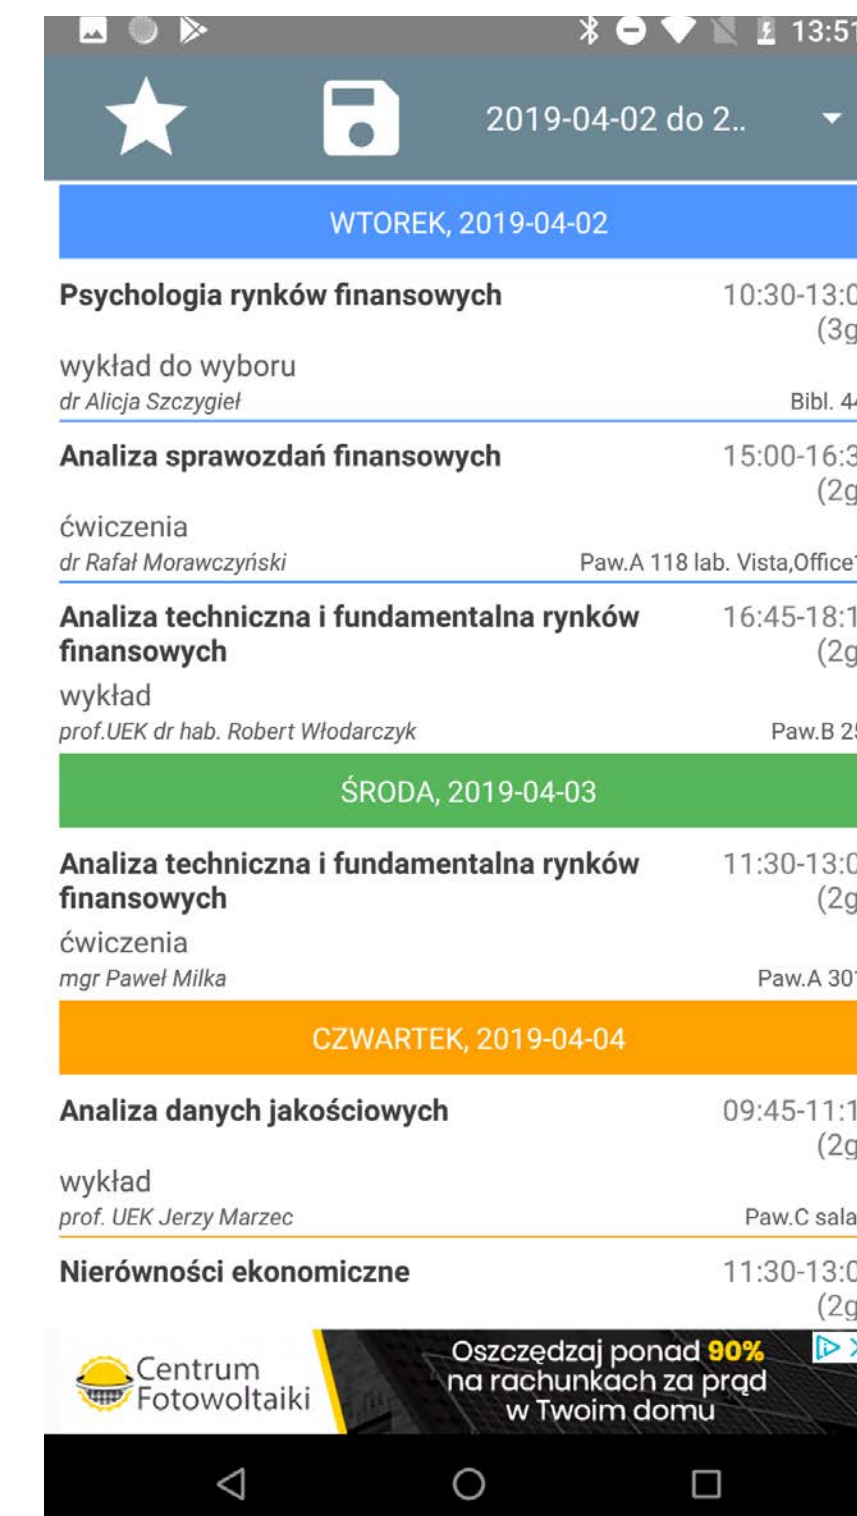 13:51
2019-04-02 do 2..
WTOREK, 2019-04-02
Psychologia rynków finansowych 10:30-13:0
(3g
wykład do wyboru
dr Alicja Szczygieł Bibl. 44
Analiza sprawozdań finansowych 15:00-16:3
(2g
ćwiczenia
dr Rafał Morawczyński Paw.A 118 lab. Vista,Office1
Analiza techniczna i fundamentalna rynków 16:45-18:1
finansowych (2g
wykład
prof.UEK dr hab. Robert Włodarczyk Paw.B 25
ŚRODA, 2019-04-03
Analiza techniczna i fundamentalna rynków 11:30-13:0
finansowych (2g
ćwiczenia
mgr Paweł Milka Paw.A 301
CZWARTEK, 2019-04-04
Analiza danych jakościowych 09:45-11:1
(2g
wykład
prof. UEK Jerzy Marzec Paw.C sala
Nierówności ekonomiczne 11:30-13:0
(2g
Centrum
Fotowoltaiki
Oszczędzaj ponad 90%
na rachunkach za prąd
w Twoim domu